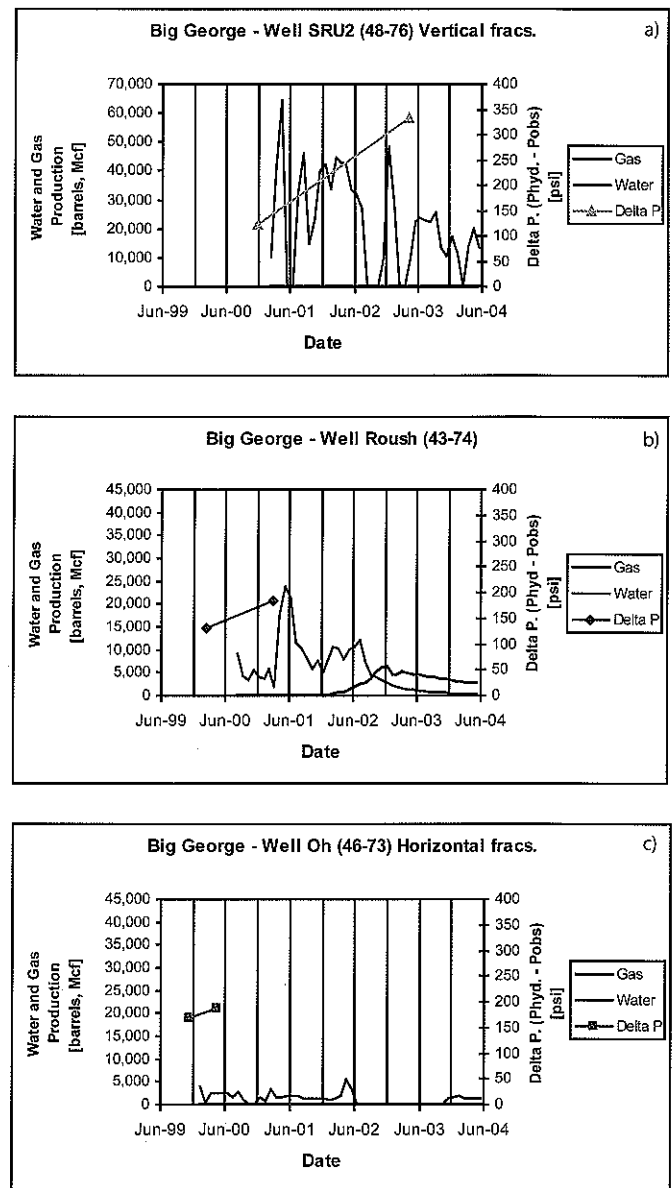 Big George - Well SRU2 (48-76) Vertical fracs.
a)
Water and Gas
Production
[barrels, Mcf]
70,000
60,000
50,000
40,000
30,000
20,000
10,000
0
400
350
300
250
200
150
100
50
0
Delta P. (Phyd. - Pobs)
[psi]
Gas
Water
Delta P
Jun-99 Jun-00 Jun-01 Jun-02 Jun-03 Jun-04
Date
Big George - Well Roush (43-74)
b)
Water and Gas
Production
[barrels, Mcf]
45,000
40,000
35,000
30,000
25,000
20,000
15,000
10,000
5,000
0
400
300
200
100
0
Delta P. (Phyd - Pobs)
[psi]
Gas
Water
Delta P
Jun-99 Jun-00 Jun-01 Jun-02 Jun-03 Jun-04
Date
Big George - Well Oh (46-73) Horizontal fracs.
c)
Water and Gas
Production
[barrels, Mcf]
45,000
40,000
35,000
30,000
25,000
20,000
15,000
10,000
5,000
0
400
350
300
250
200
150
100
50
0
Delta P. (Phyd. - Pobs)
[psi]
Gas
Water
Delta P
Jun-99 Jun-00 Jun-01 Jun-02 Jun-03 Jun-04
Date